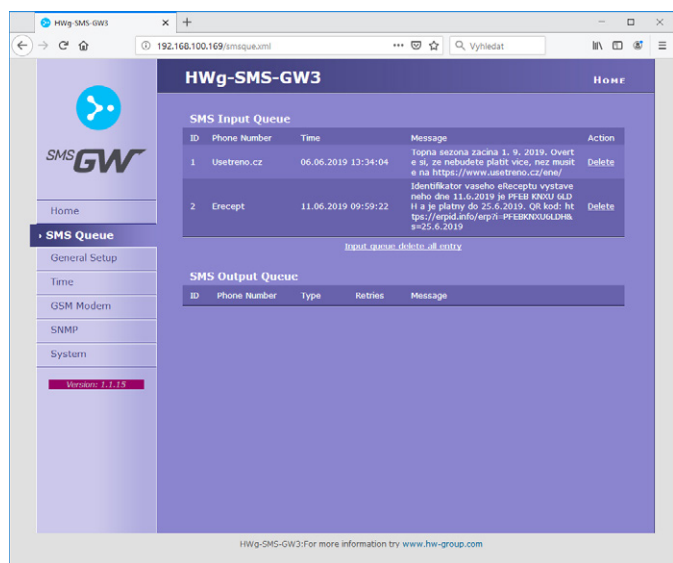 HWg-SMS-GW3
192.168.100.169/smsque.xml
Vyhledat
HWg-SMS-GW3
HOME
SMS GW
Home
SMS Queue
General Setup
Time
GSM Modem
SNMP
System
Version: 1.1.15
SMS Input Queue
ID Phone Number Time Message Action
1 Usetreno.cz 06.06.2019 13:34:04 Topna sezona zacina 1. 9. 2019. Overt
e si, ze nebudete platit vice, nez musit
e na https://www.usetreno.cz/ene/
Delete
2 Erecept 11.06.2019 09:59:22 Identifikator vaseho eReceptu vystave
neho dne 11.6.2019 je PFEB KNXU 6LD
H a je platny do 25.6.2019. QR kod: ht
tps://erpid.info/erp?i=PFEBKNXU6LDH&
s=25.6.2019
Delete
Input queue delete all entry
SMS Output Queue
ID Phone Number Type Retries Message
HWg-SMS-GW3:For more information try www.hw-group.com